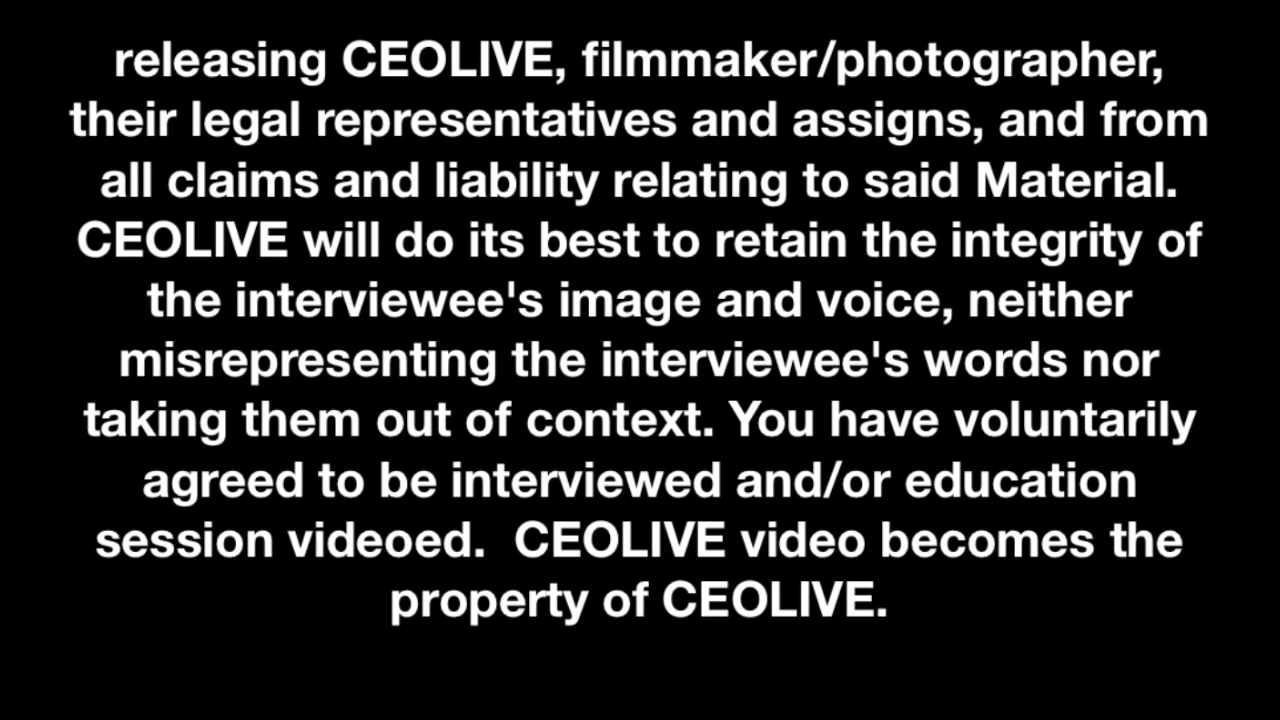 releasing CEOLIVE, filmmaker/photographer,
their legal representatives and assigns, and from
all claims and liability relating to said Material.
CEOLIVE will do its best to retain the integrity of
the interviewee's image and voice, neither
misrepresenting the interviewee's words nor
taking them out of context. You have voluntarily
agreed to be interviewed and/or education
session videoed.  CEOLIVE video becomes the
property of CEOLIVE.